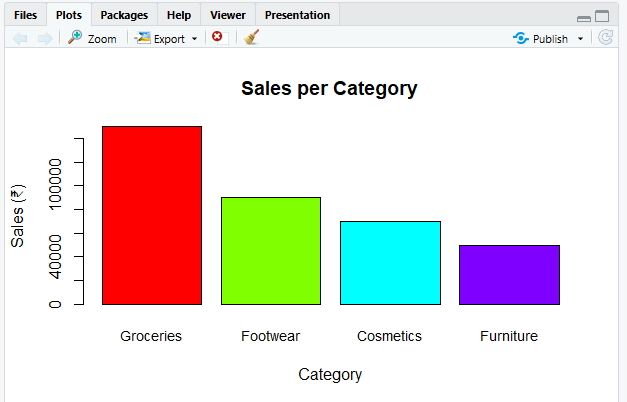 Files Plots Packages Help Viewer Presentation
Zoom Export Publish
Sales per Category
Sales (₹)
100000
40000
0
Groceries Footwear Cosmetics Furniture
Category